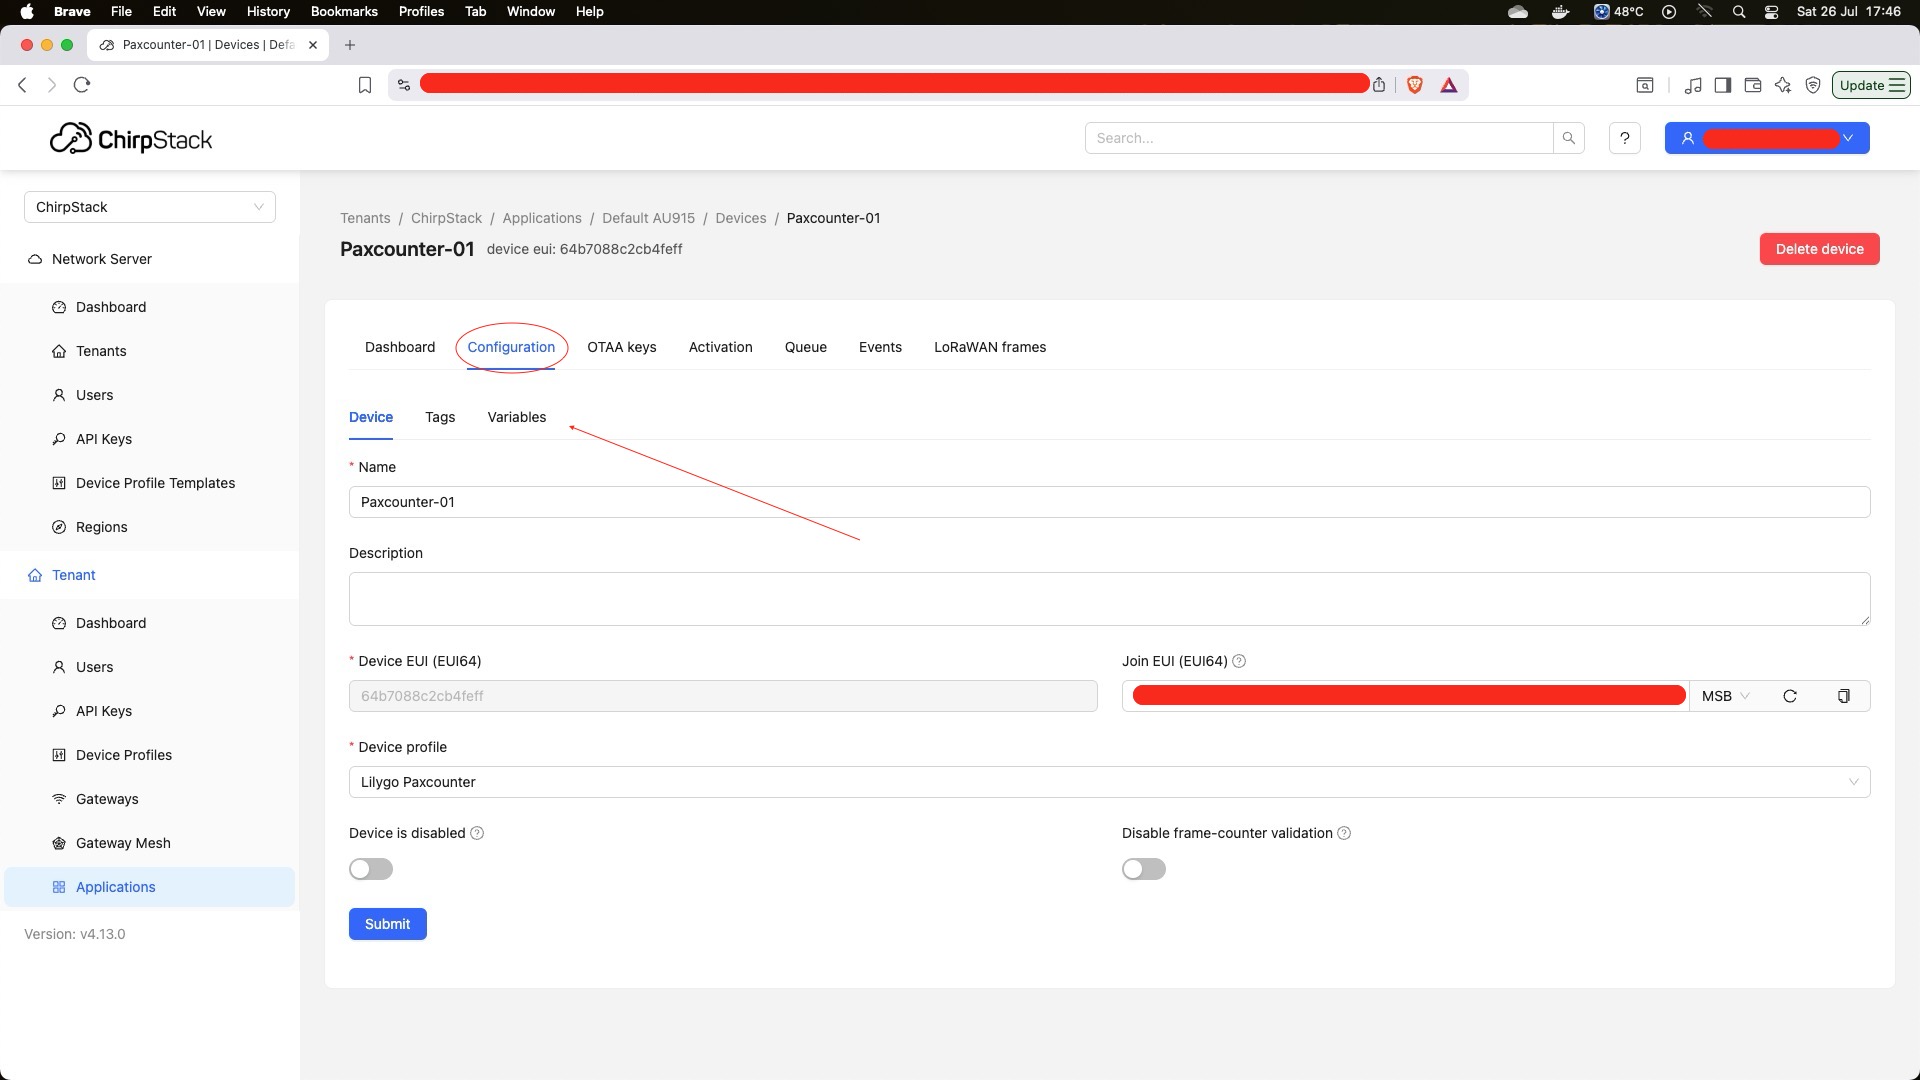 Brave File Edit View History Bookmarks Profiles Tab Window Help 48°C Sat 26 Jul 17:46
Paxcounter-01 | Devices | Defa
Update
ChirpStack
Search...
?
ChirpStack
Network Server
Dashboard
Tenants
Users
API Keys
Device Profile Templates
Regions
Tenant
Dashboard
Users
API Keys
Device Profiles
Gateways
Gateway Mesh
Applications
Version: v4.13.0
Tenants / ChirpStack / Applications / Default AU915 / Devices / Paxcounter-01
Paxcounter-01 device eui: 64b7088c2cb4feff
Delete device
Dashboard Configuration OTAA keys Activation Queue Events LoRaWAN frames
Device Tags Variables
* Name
Paxcounter-01
Description
* Device EUI (EUI64) Join EUI (EUI64)
64b7088c2cb4feff MSB
* Device profile
Lilygo Paxcounter
Device is disabled Disable frame-counter validation
Submit